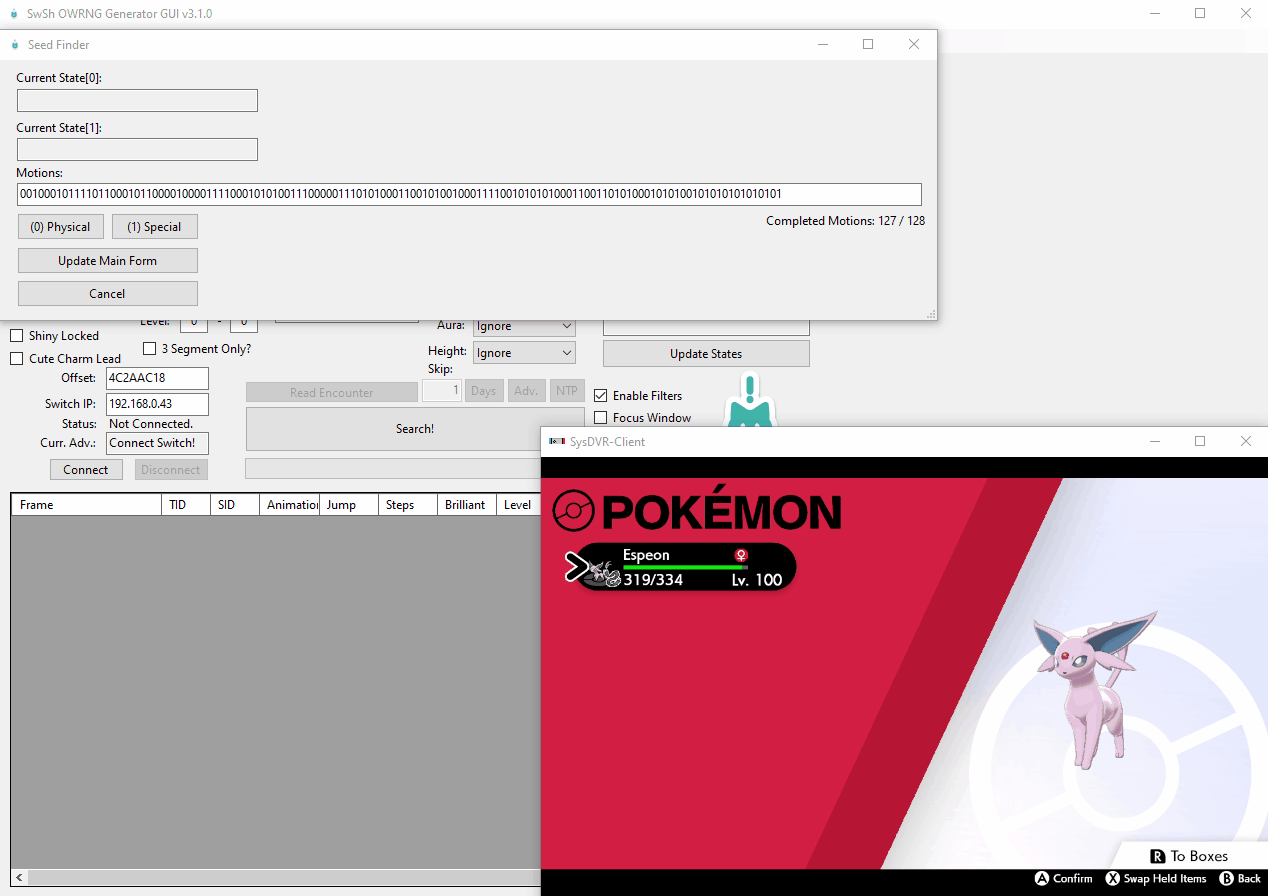 SwSh OWRNG Generator GUI v3.1.0
Seed Finder
Current State[0]:
Current State[1]:
Motions:
0010001011110110001011000010000111100010101001110000011101010001100101001000111100101010100011001101010001010100101010101010101
Completed Motions: 127 / 128
(0) Physical
(1) Special
Update Main Form
Cancel
Level: 0 - 0
Aura: Ignore
Shiny Locked
3 Segment Only?
Height: Ignore
Update States
Cute Charm Lead
Skip:
Offset: 4C2AAC18
Read Encounter
1
Days
Adv.
NTP
Enable Filters
Switch IP: 192.168.0.43
Focus Window
Status: Not Connected.
Search!
Curr. Adv.: Connect Switch!
Connect
Disconnect
Frame TID SID Animation Jump Steps Brilliant Level
SysDVR-Client
POKÉMON
Espeon ♀
319/334 Lv. 100
R To Boxes
A Confirm X Swap Held Items B Back